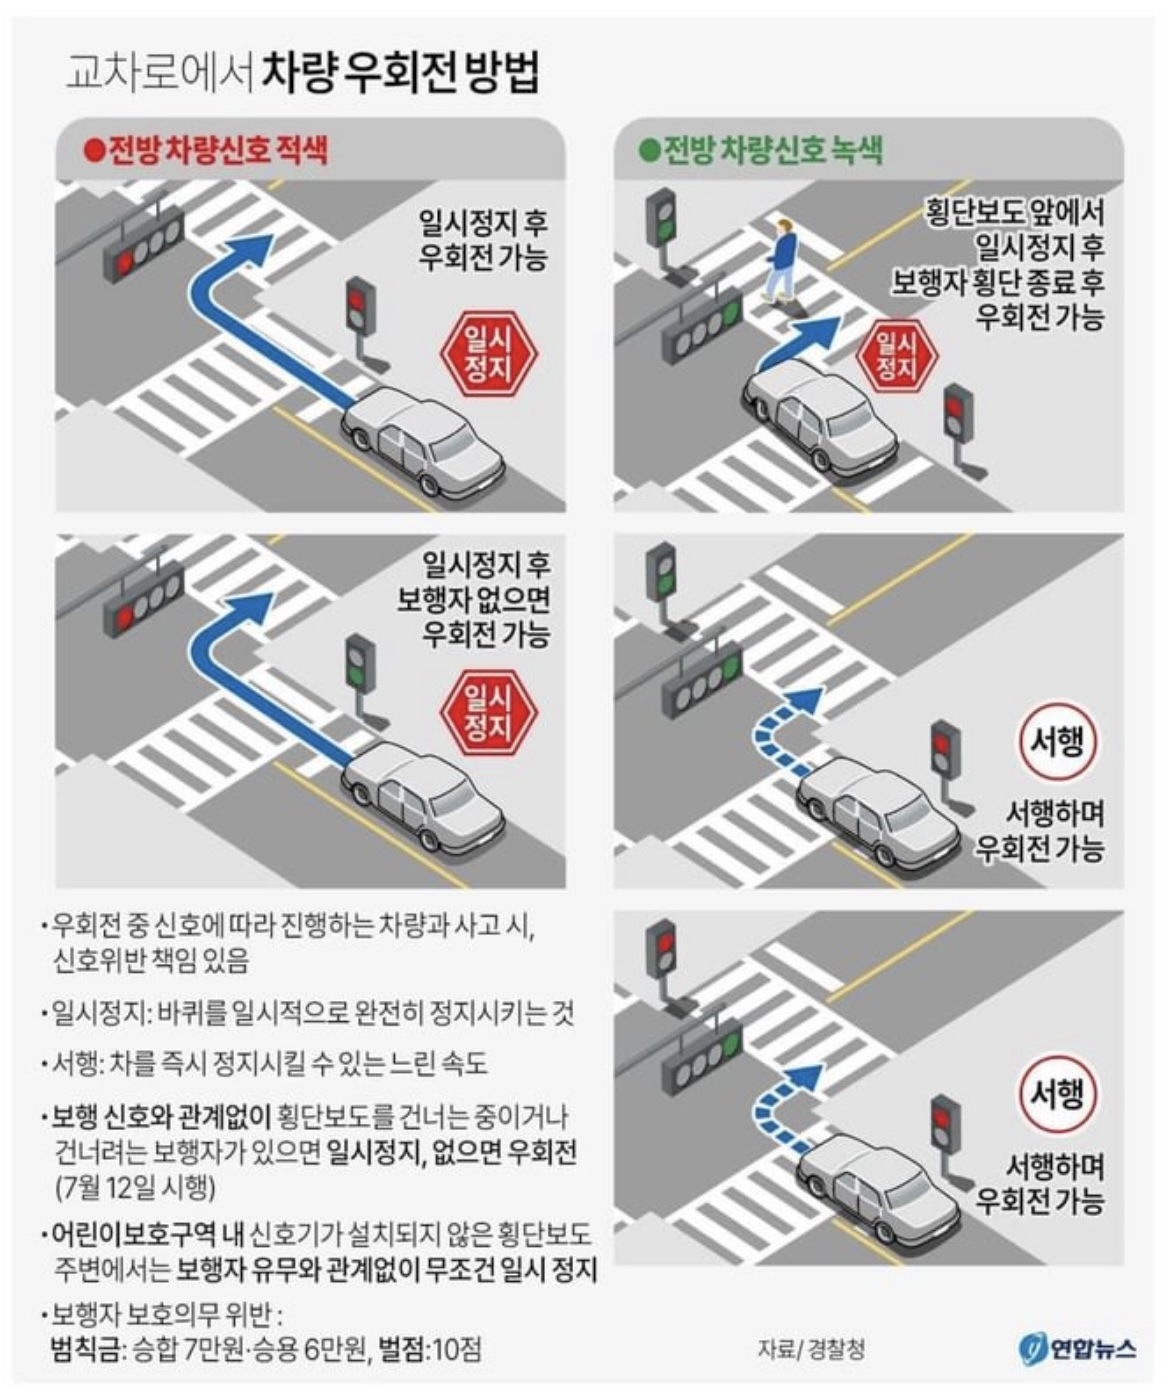 교차로에서 차량 우회전 방법
●전방 차량신호 적색
일시정지 후
우회전 가능
일시
정지
일시정지 후
보행자 없으면
우회전 가능
일시
정지
●전방 차량신호 녹색
횡단보도 앞에서
일시정지 후
보행자 횡단 종료 후
우회전 가능
일시
정지
서행
서행하며
우회전 가능
서행
서행하며
우회전 가능
·우회전 중 신호에 따라 진행하는 차량과 사고 시,
신호위반 책임 있음
·일시정지: 바퀴를 일시적으로 완전히 정지시키는 것
·서행: 차를 즉시 정지시킬 수 있는 느린 속도
·보행 신호와 관계없이 횡단보도를 건너는 중이거나
건너려는 보행자가 있으면 일시정지, 없으면 우회전
(7월 12일 시행)
·어린이보호구역 내 신호기가 설치되지 않은 횡단보도
주변에서는 보행자 유무와 관계없이 무조건 일시 정지
·보행자 보호의무 위반 :
범칙금: 승합 7만원·승용 6만원, 벌점:10점
자료/ 경찰청
연합뉴스